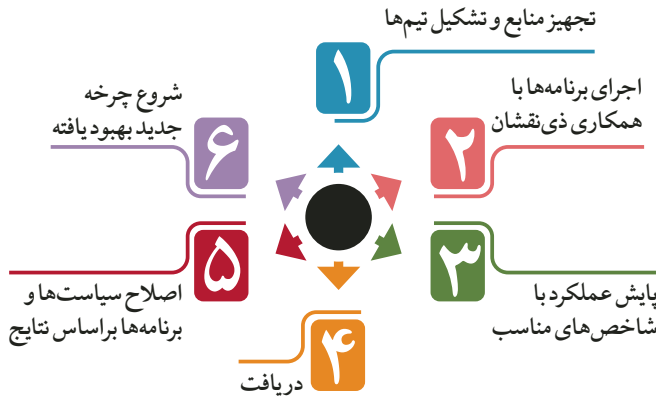 ۱
تجهیز منابع و تشکیل تیم‌ها
۲
اجرای برنامه‌ها با
همکاری ذی‌نقشان
۳
پایش عملکرد با
شاخص‌های مناسب
۴
دریافت
۵
اصلاح سیاست‌ها و
برنامه‌ها براساس نتایج
۶
شروع چرخه
جدید بهبود یافته